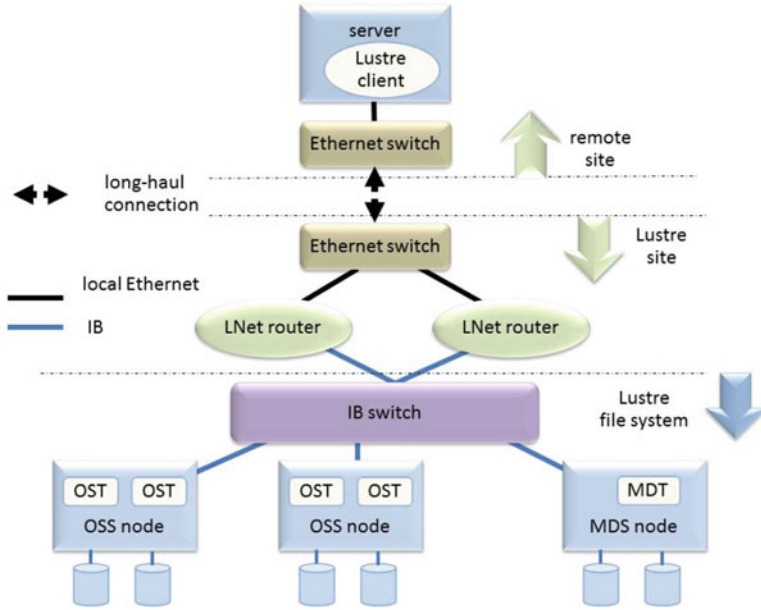 server
Lustre
client
Ethernet switch
remote
site
long-haul
connection
Ethernet switch
Lustre
site
local Ethernet
IB
LNet router
LNet router
IB switch
Lustre
file system
OST
OST
OSS node
OST
OST
OSS node
MDT
MDS node